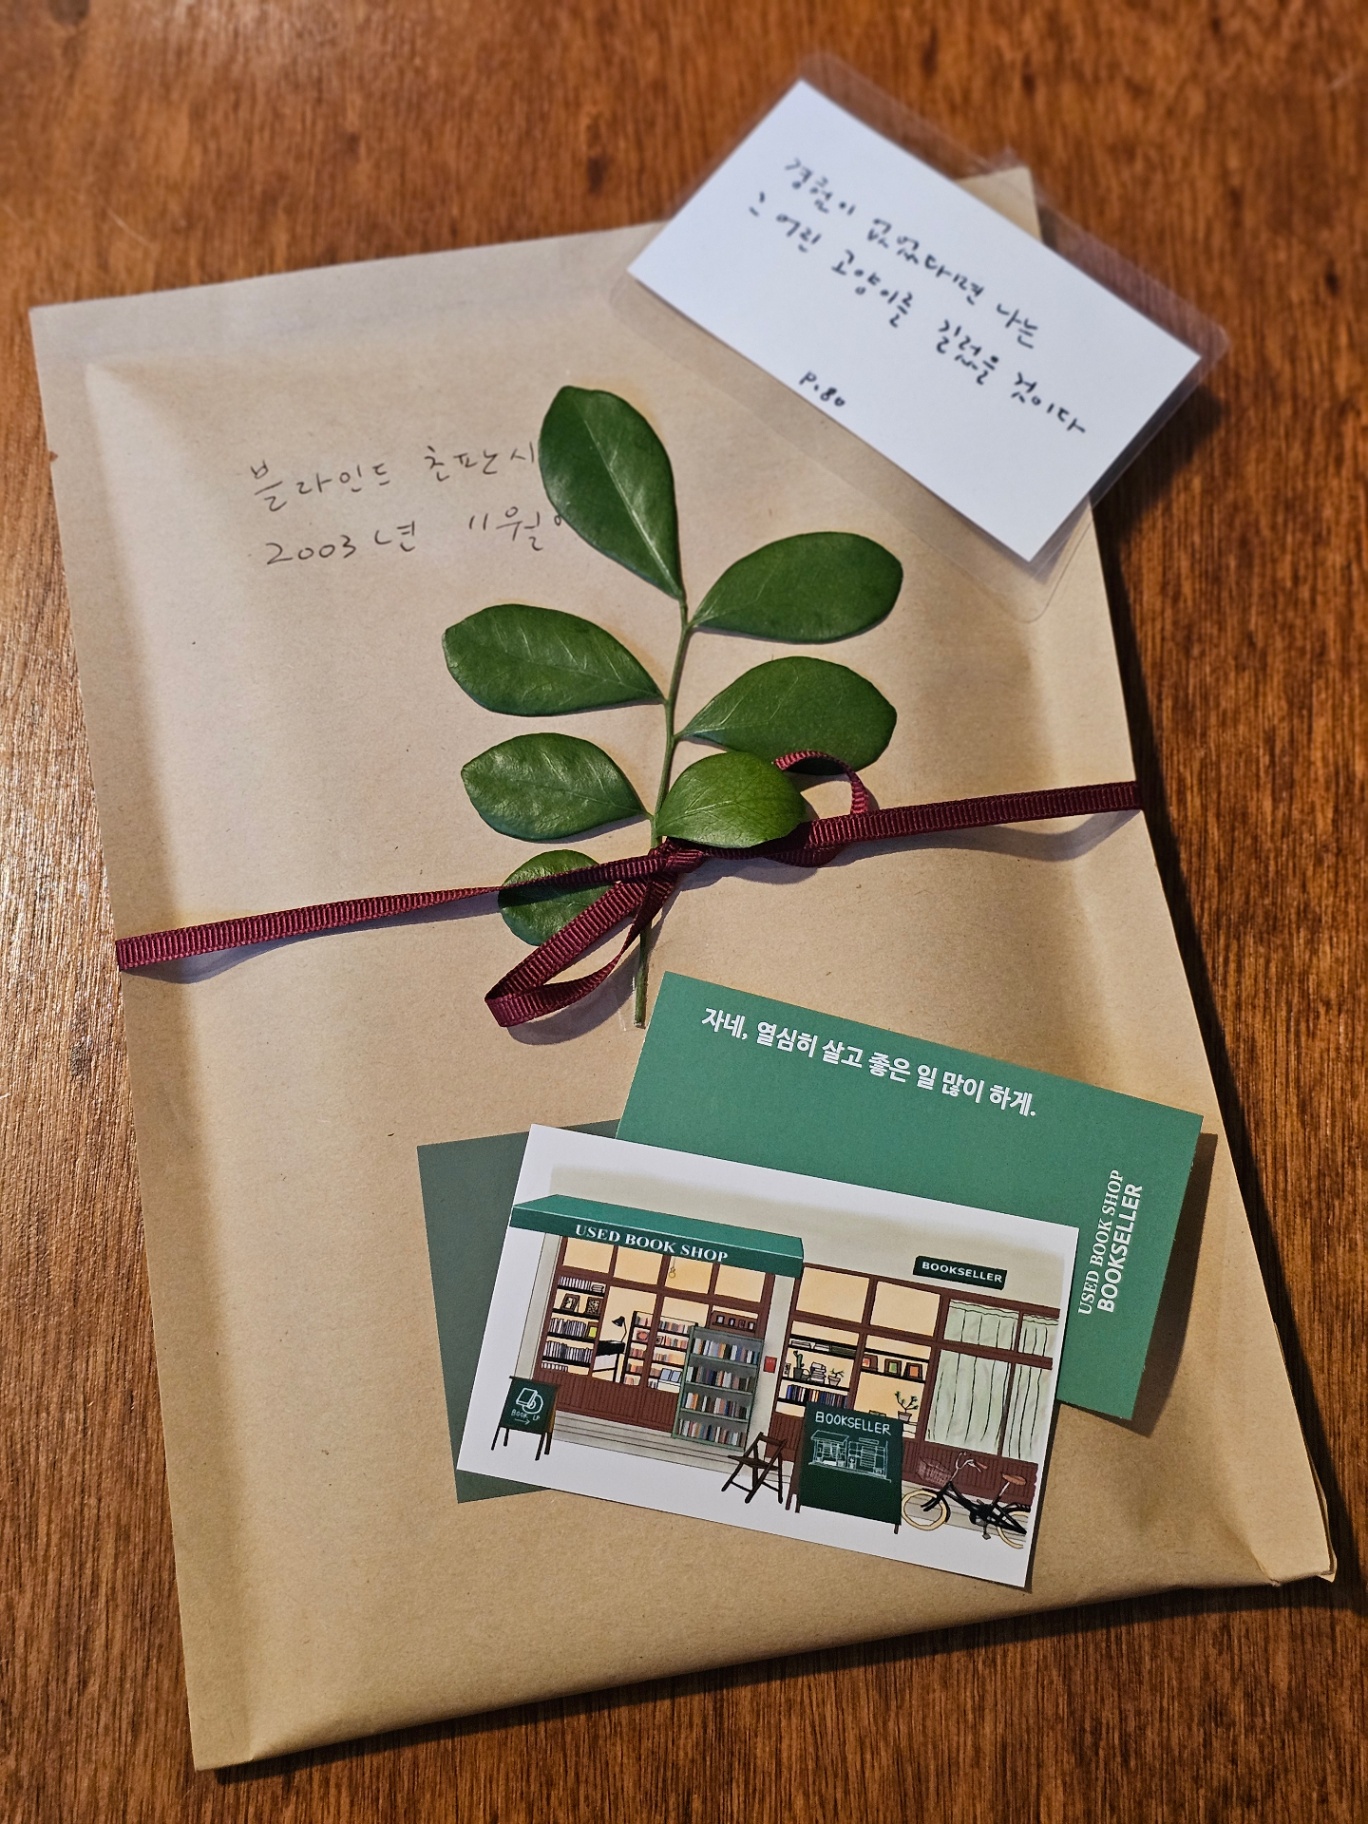 경험이 없었다면 나는
그 어린 고양이를 길렀을 것이다
P.80
블라인드 초판시
2003년 11월
자네, 열심히 살고 좋은 일 많이 하게.
USED BOOK SHOP
BOOKSELLER
USED BOOK SHOP
BOOKSELLER
BOOK LP
BOOKSELLER